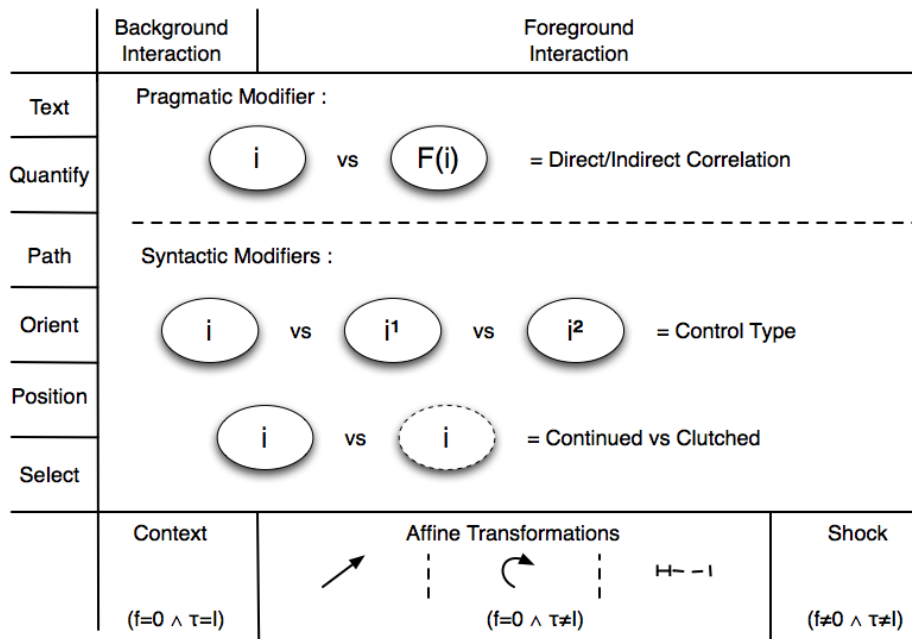 Background
Interaction
Foreground
Interaction
Text
Quantify
Path
Orient
Position
Select
Pragmatic Modifier :
i vs F(i) = Direct/Indirect Correlation
Syntactic Modifiers :
i vs i¹ vs i² = Control Type
i vs i = Continued vs Clutched
Context
(f=0 ∧ τ=I)
Affine Transformations
(f=0 ∧ τ≠I)
Shock
(f≠0 ∧ τ≠I)